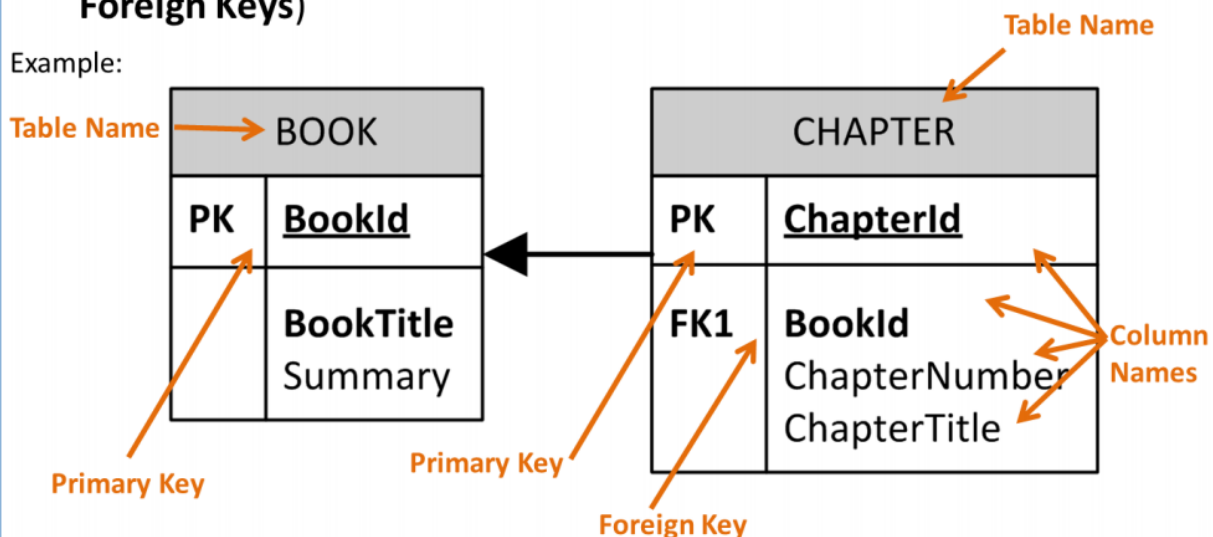 Foreign Keys)
Table Name
Example:
Table Name
BOOK
CHAPTER
PK BookId
PK ChapterId
BookTitle
Summary
FK1 BookId
ChapterNumber
ChapterTitle
Column
Names
Primary Key
Primary Key
Foreign Key